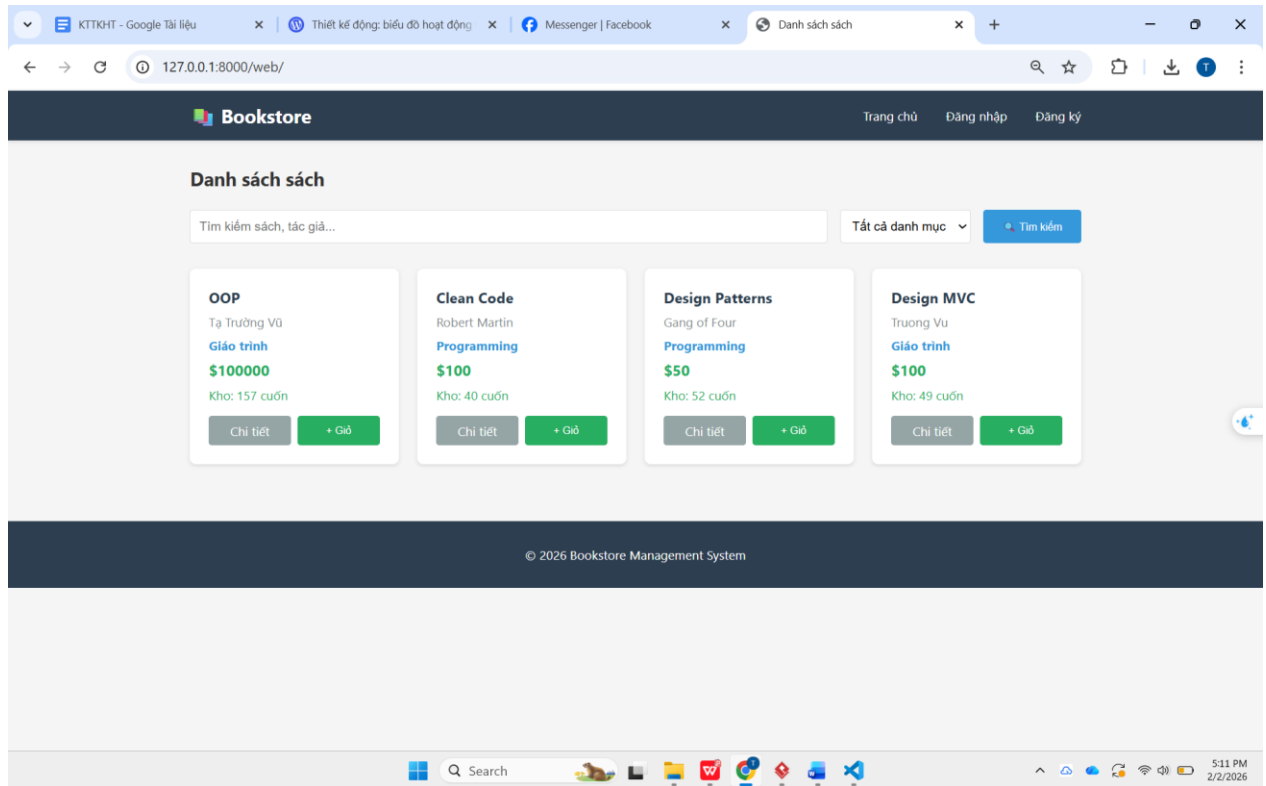 KTTKHT - Google Tài liệu
Thiết kế động: biểu đồ hoạt động
Messenger | Facebook
Danh sách sách
127.0.0.1:8000/web/
T
Bookstore
Trang chủ Đăng nhập Đăng ký
Danh sách sách
Tìm kiếm sách, tác giả...
Tất cả danh mục
Tìm kiếm
OOP
Tạ Trường Vũ
Giáo trình
$100000
Kho: 157 cuốn
Chi tiết + Giỏ
Clean Code
Robert Martin
Programming
$100
Kho: 40 cuốn
Chi tiết + Giỏ
Design Patterns
Gang of Four
Programming
$50
Kho: 52 cuốn
Chi tiết + Giỏ
Design MVC
Truong Vu
Giáo trình
$100
Kho: 49 cuốn
Chi tiết + Giỏ
© 2026 Bookstore Management System
Search
5:11 PM
2/2/2026